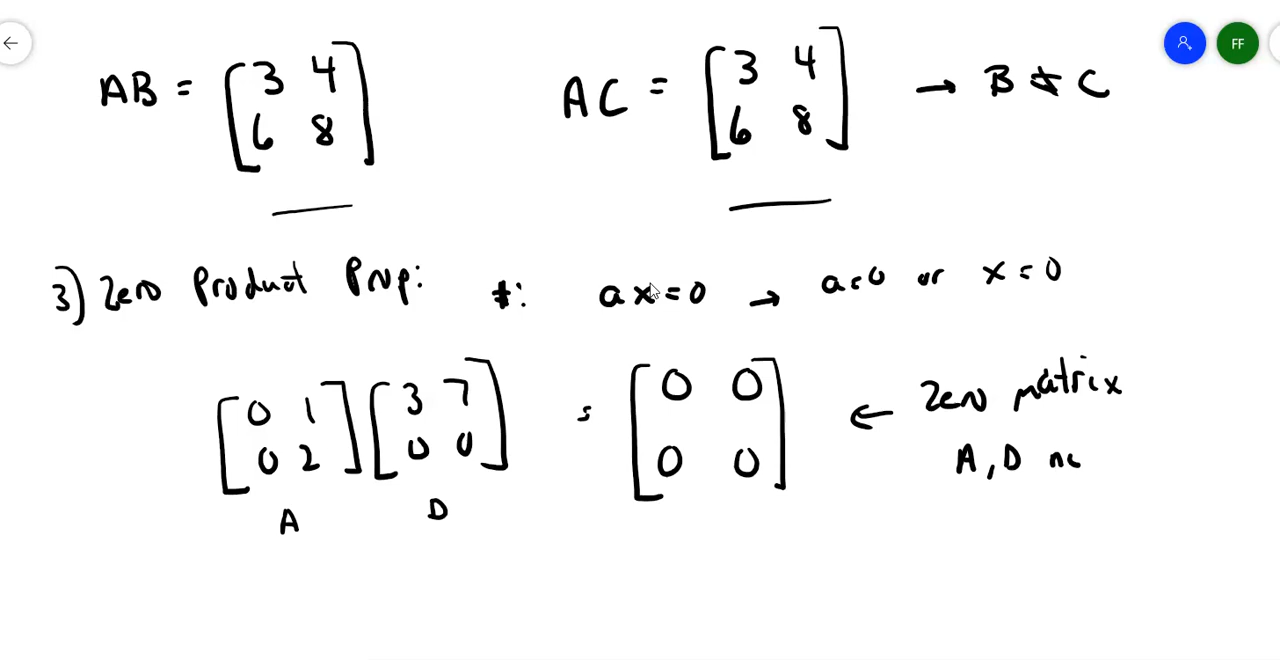 AB = [3 4; 6 8] AC = [3 4; 6 8] → B ≠ C
3) Zero Product Prop: #: ax = 0 → a = 0 or x = 0
[0 1; 0 2] [3 7; 0 0] = [0 0; 0 0] ← Zero matrix
A D A, D no
FF